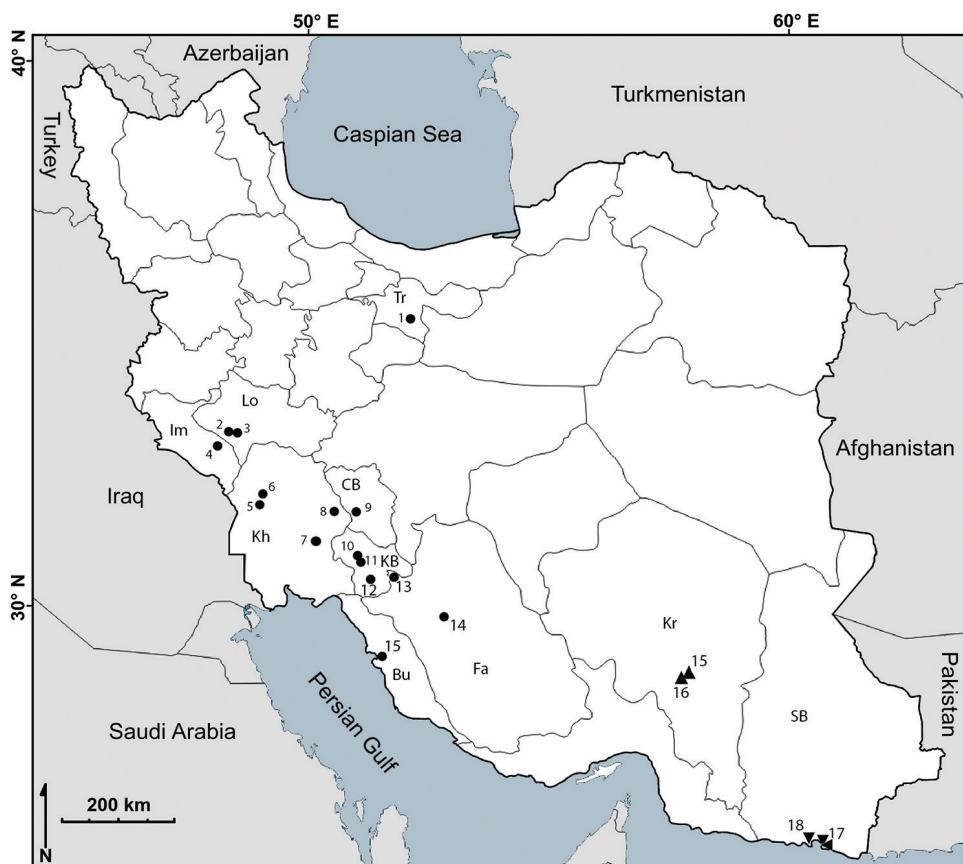 50° E
60° E
40° N
Azerbaijan
Turkmenistan
Turkey
Caspian Sea
Tr
1
Lo
Im
2
3
4
Afghanistan
Iraq
6
5
CB
8
9
Kh
7
10
11
KB
12
13
30° N
14
Kr
15
15
16
Bu
Fa
Pakistan
SB
Persian Gulf
Saudi Arabia
200 km
18
17
N